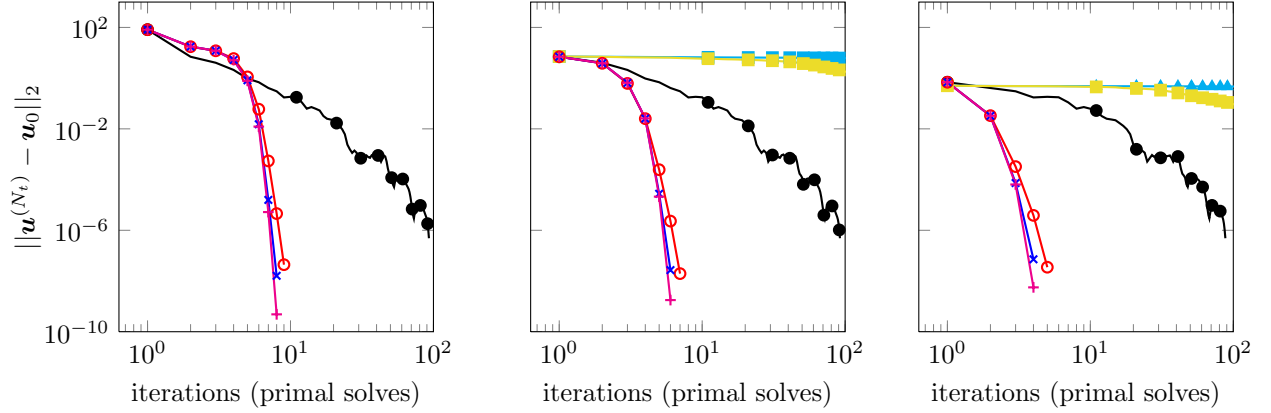 ||u^{(N_t)} − u_0||_2
10^2
10^{−2}
10^{−6}
10^{−10}
10^0 10^1 10^2 10^0 10^1 10^2 10^0 10^1 10^2
iterations (primal solves) iterations (primal solves) iterations (primal solves)